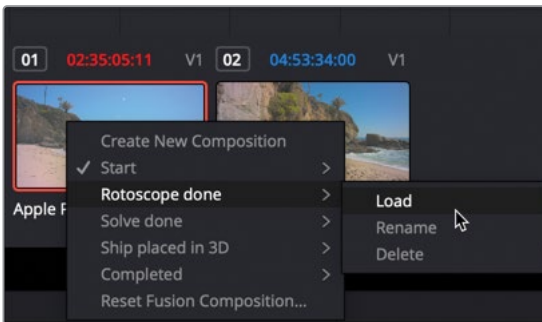 01 02:35:05:11 V1 02 04:53:34:00 V1
Create New Composition
Start
Rotoscope done
Load
Apple
Solve done
Rename
Ship placed in 3D
Delete
Completed
Reset Fusion Composition...